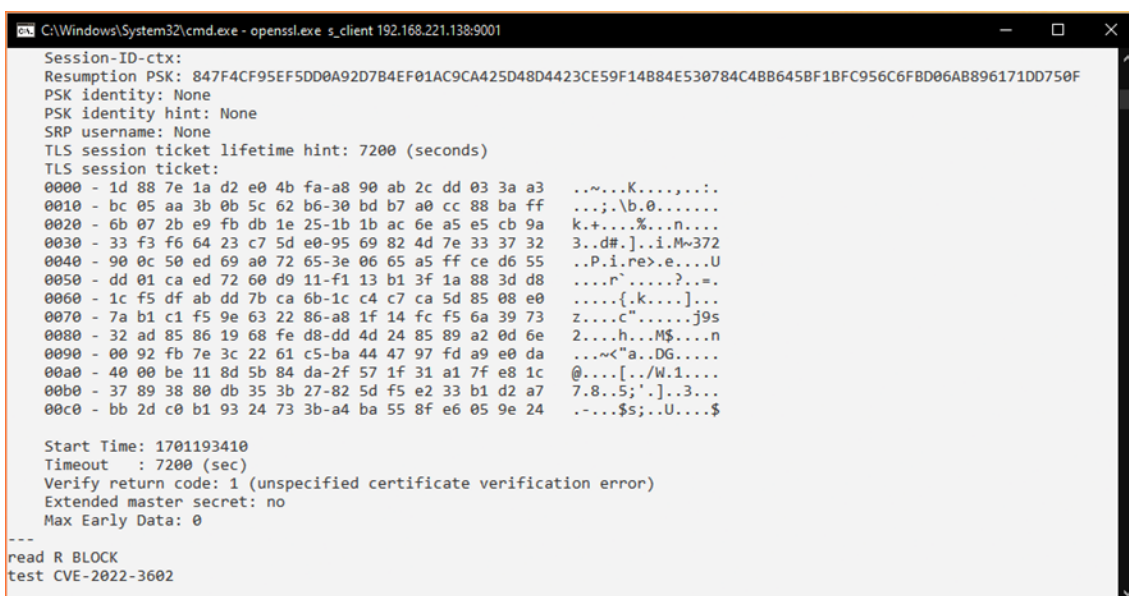 C:\Windows\System32\cmd.exe - openssl.exe s_client 192.168.221.138:9001
Session-ID-ctx:
Resumption PSK: 847F4CF95EF5DD0A92D7B4EF01AC9CA425D48D4423CE59F14B84E530784C4BB645BF1BFC956C6FBD06AB896171DD750F
PSK identity: None
PSK identity hint: None
SRP username: None
TLS session ticket lifetime hint: 7200 (seconds)
TLS session ticket:
0000 - 1d 88 7e 1a d2 e0 4b fa-a8 90 ab 2c dd 03 3a a3   ..~...K....,..:.
0010 - bc 05 aa 3b 0b 5c 62 b6-30 bd b7 a0 cc 88 ba ff   ...;.\b.0.......
0020 - 6b 07 2b e9 fb db 1e 25-1b 1b ac 6e a5 e5 cb 9a   k.+....%...n....
0030 - 33 f3 f6 64 23 c7 5d e0-95 69 82 4d 7e 33 37 32   3..d#.]..i.M~372
0040 - 90 0c 50 ed 69 a0 72 65-3e 06 65 a5 ff ce d6 55   ..P.i.re>.e....U
0050 - dd 01 ca ed 72 60 d9 11-f1 13 b1 3f 1a 88 3d d8   ....r`.....?..=.
0060 - 1c f5 df ab dd 7b ca 6b-1c c4 c7 ca 5d 85 08 e0   .....{.k....]...
0070 - 7a b1 c1 f5 9e 63 22 86-a8 1f 14 fc f5 6a 39 73   z....c"......j9s
0080 - 32 ad 85 86 19 68 fe d8-dd 4d 24 85 89 a2 0d 6e   2....h...M$....n
0090 - 00 92 fb 7e 3c 22 61 c5-ba 44 47 97 fd a9 e0 da   ...~<"a..DG.....
00a0 - 40 00 be 11 8d 5b 84 da-2f 57 1f 31 a1 7f e8 1c   @....[../W.1....
00b0 - 37 89 38 80 db 35 3b 27-82 5d f5 e2 33 b1 d2 a7   7.8..5;'.]..3...
00c0 - bb 2d c0 b1 93 24 73 3b-a4 ba 55 8f e6 05 9e 24   .-...$s;..U....$
Start Time: 1701193410
Timeout   : 7200 (sec)
Verify return code: 1 (unspecified certificate verification error)
Extended master secret: no
Max Early Data: 0
---
read R BLOCK
test CVE-2022-3602